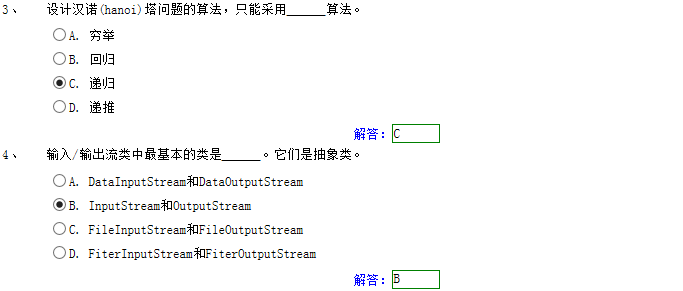 3、 设计汉诺(hanoi)塔问题的算法，只能采用______算法。
A. 穷举
B. 回归
C. 递归
D. 递推
解答： C
4、 输入/输出流类中最基本的类是______。它们是抽象类。
A. DataInputStream和DataOutputStream
B. InputStream和OutputStream
C. FileInputStream和FileOutputStream
D. FiterInputStream和FiterOutputStream
解答： B